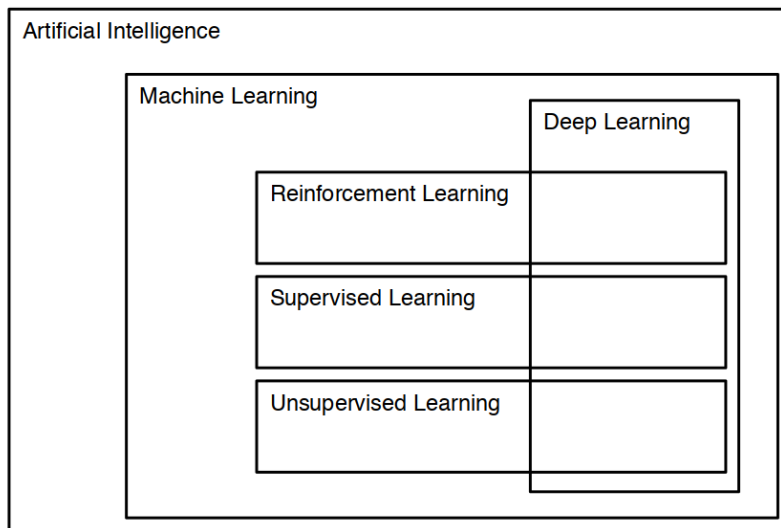 Artificial Intelligence
Machine Learning
Deep Learning
Reinforcement Learning
Supervised Learning
Unsupervised Learning